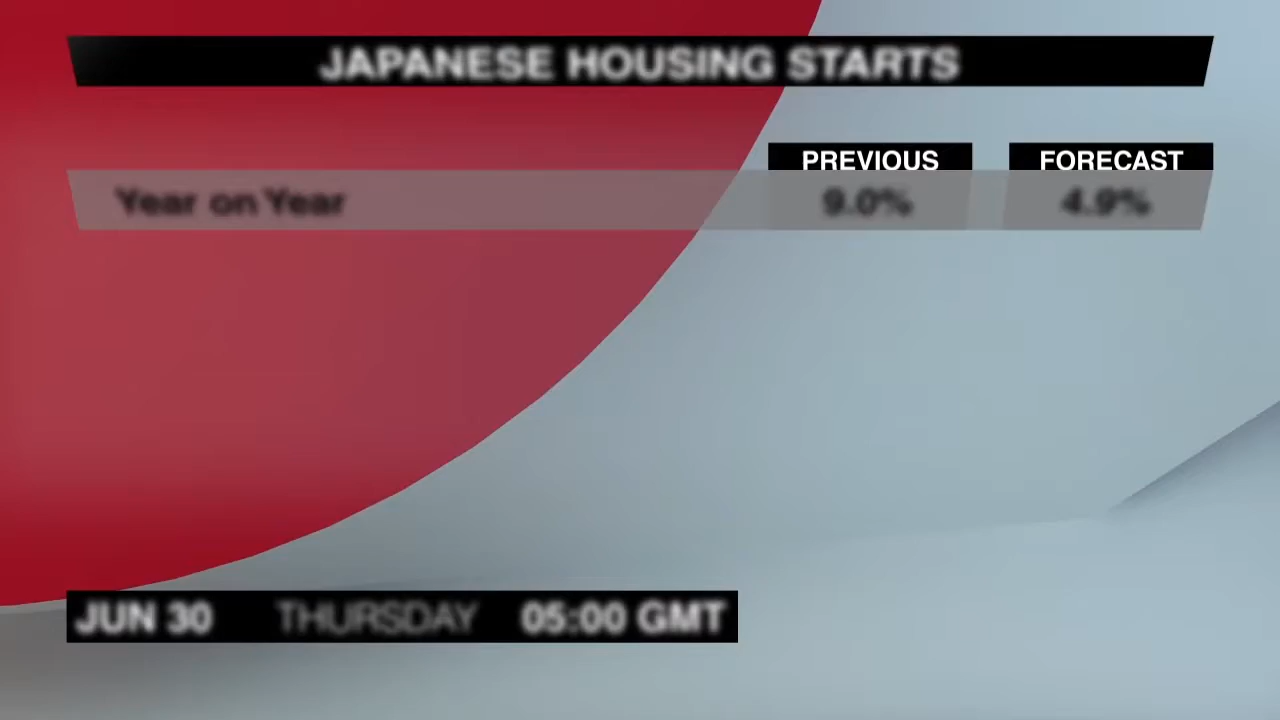 JAPANESE HOUSING STARTS
PREVIOUS FORECAST
Year on Year 9.0% 4.9%
JUN 30 THURSDAY 05:00 GMT